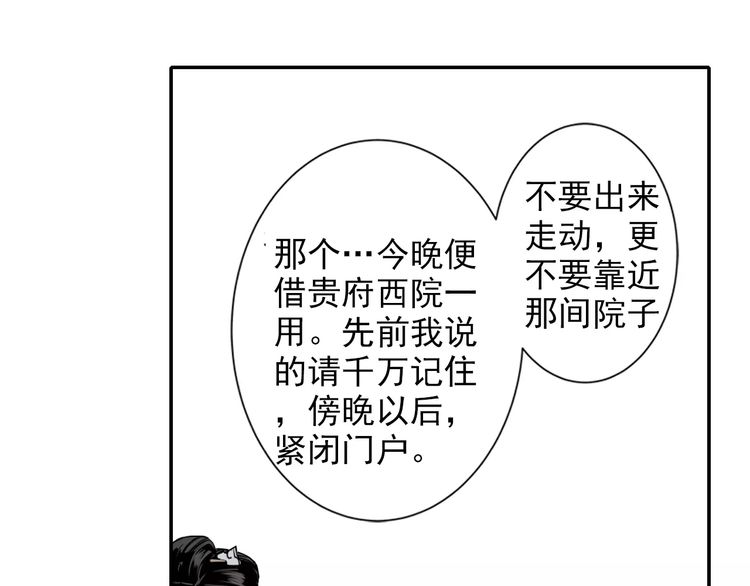 那个…今晚便
借贵府西院一
用。先前我说
的请千万记住
，傍晚以后，
紧闭门户。
不要出来
走动，更
不要靠近
那间院子